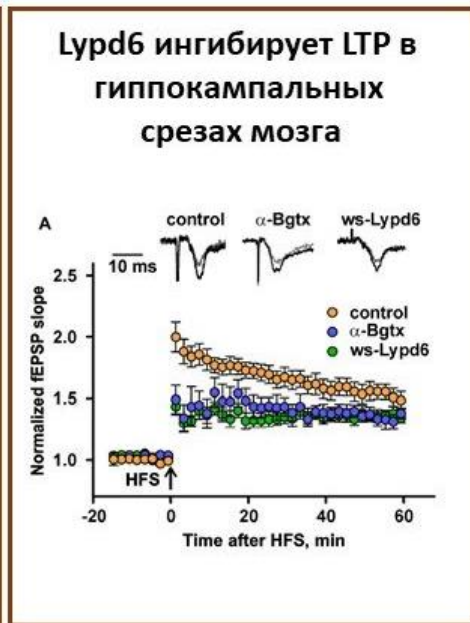 Lypd6 ингибирует LTP в
гиппокампальных
срезах мозга
A
control α-Bgtx ws-Lypd6
10 ms
2.5
2.0
1.5
1.0
Normalized fEPSP slope
control
α-Bgtx
ws-Lypd6
HFS
-20 0 20 40 60
Time after HFS, min